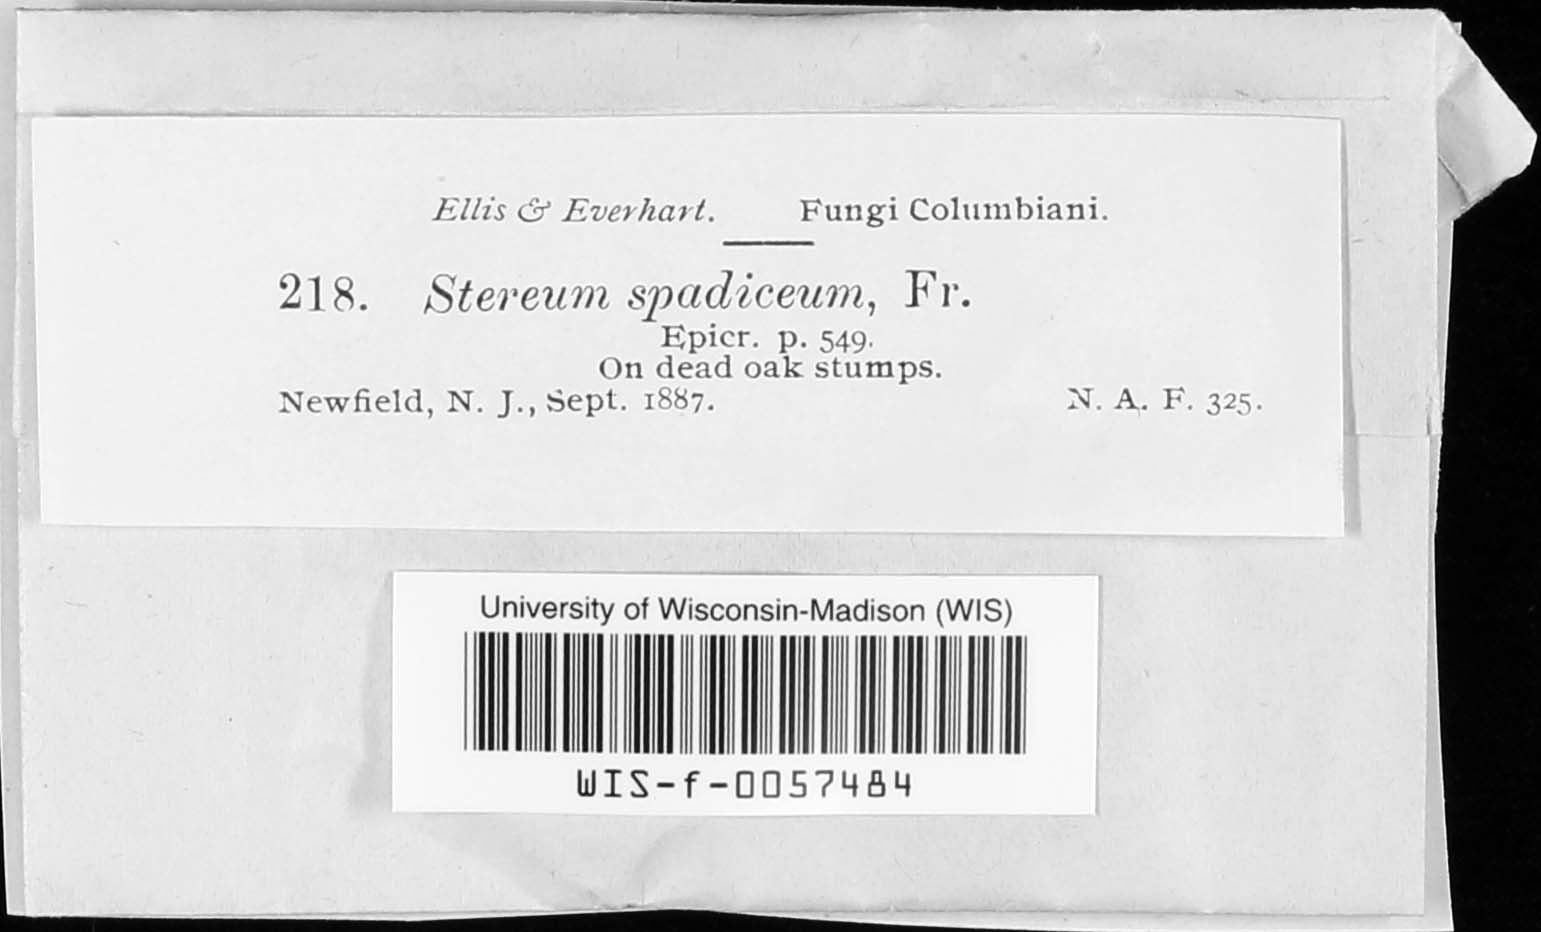 Ellis & Everhart. Fungi Columbiani.
218. Stereum spadiceum, Fr.
Epicr. p. 549.
On dead oak stumps.
Newfield, N. J., Sept. 1887. N. A. F. 325.
University of Wisconsin-Madison (WIS)
WIS-f-0057484